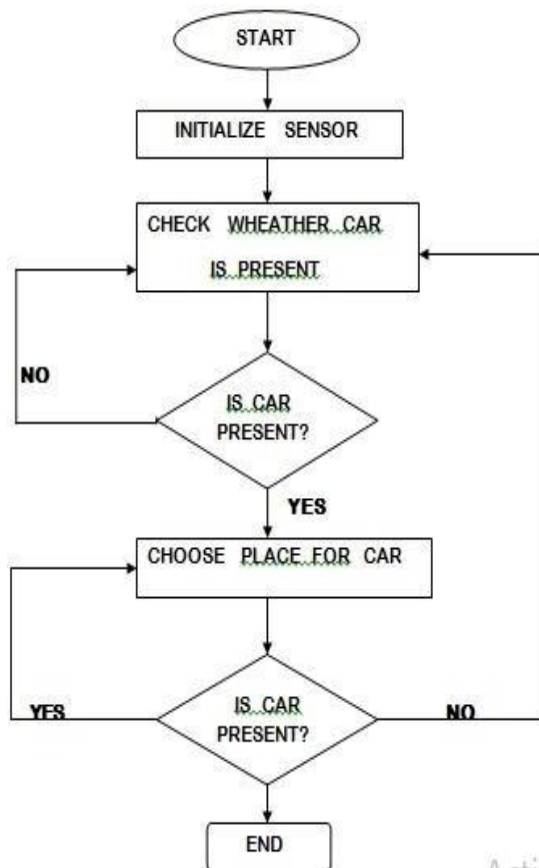 START
INITIALIZE SENSOR
CHECK WHEATHER CAR
IS PRESENT
NO
IS CAR
PRESENT?
YES
CHOOSE PLACE FOR CAR
YES
IS CAR
PRESENT?
NO
END